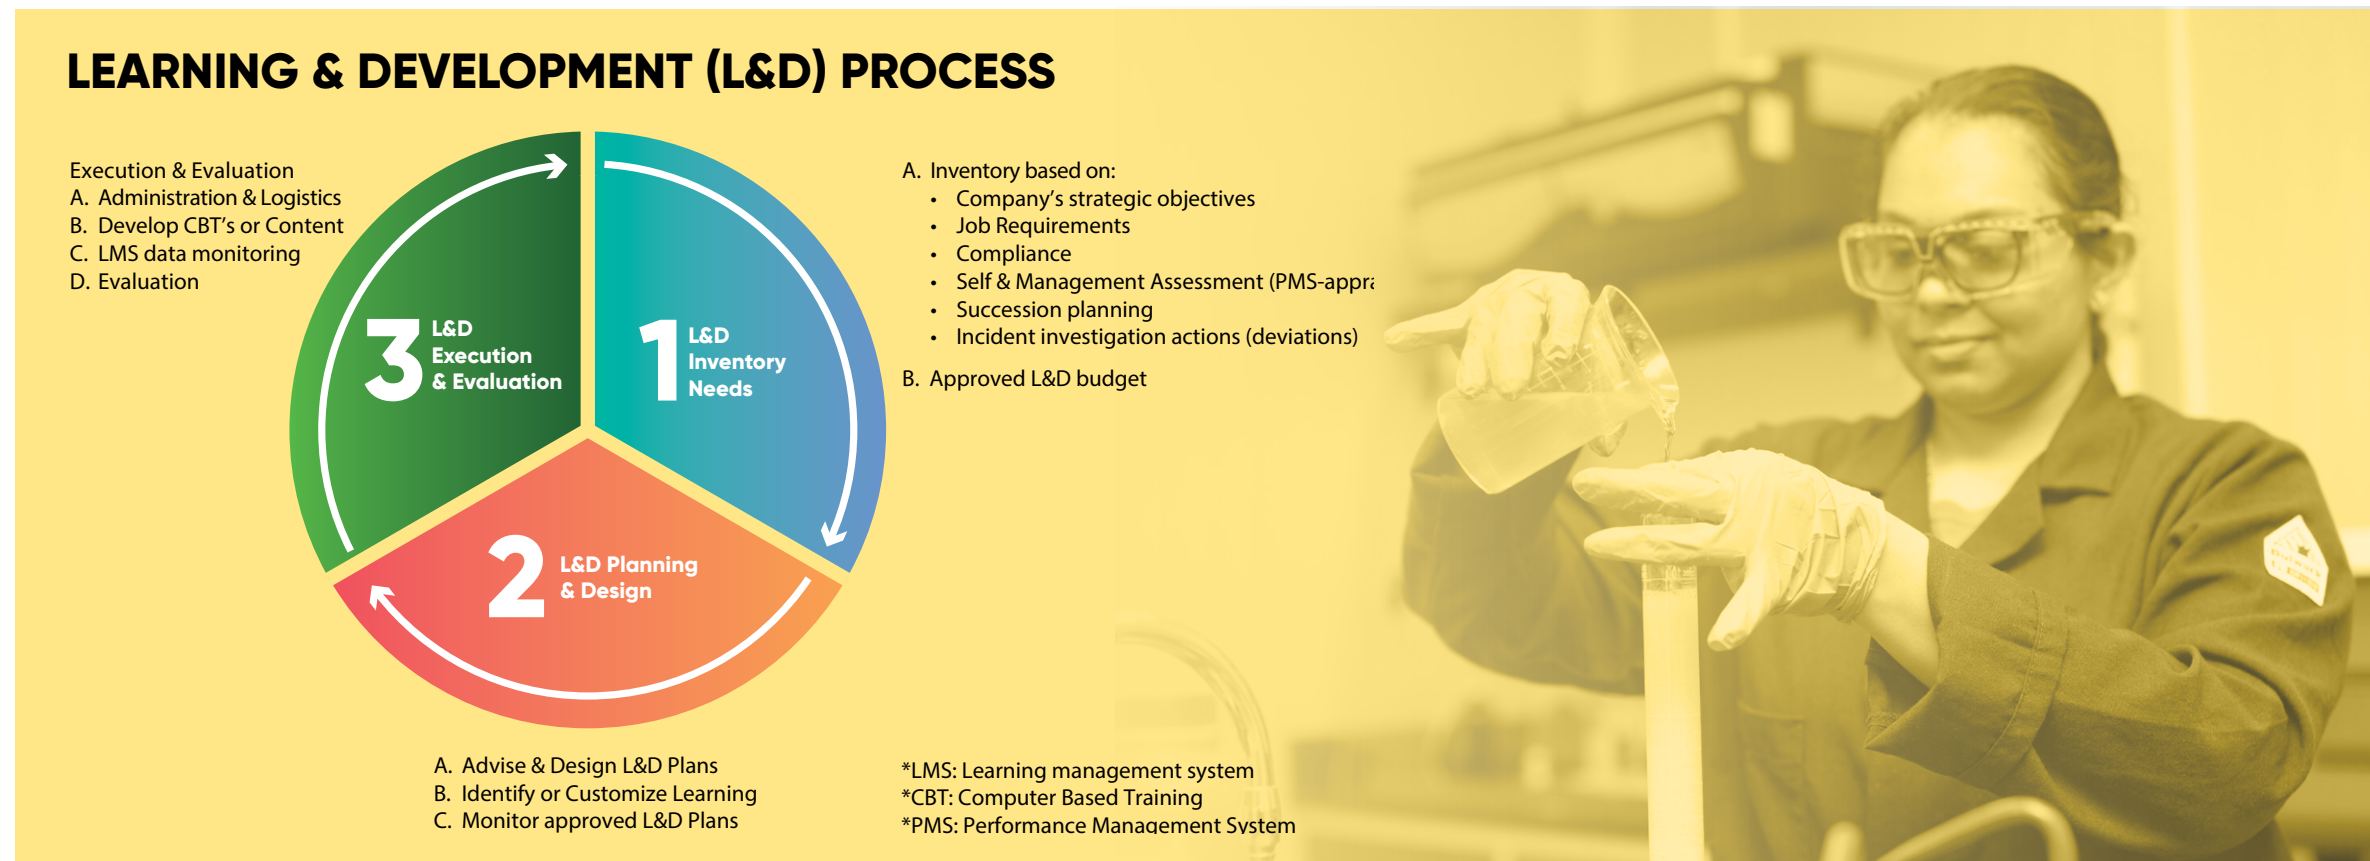 LEARNING & DEVELOPMENT (L&D) PROCESS
Execution & Evaluation
A. Administration & Logistics
B. Develop CBT's or Content
C. LMS data monitoring
D. Evaluation
3 L&D
Execution
& Evaluation
1 L&D
Inventory
Needs
2 L&D Planning
& Design
A. Inventory based on:
• Company's strategic objectives
• Job Requirements
• Compliance
• Self & Management Assessment
• Succession planning
• Incident investigation actions (deviations)
B. Approved L&D budget
A. Advise & Design L&D Plans
B. Identify or Customize Learning
C. Monitor approved L&D Plans
*LMS: Learning management system
*CBT: Computer Based Training
*PMS: Performance Management System